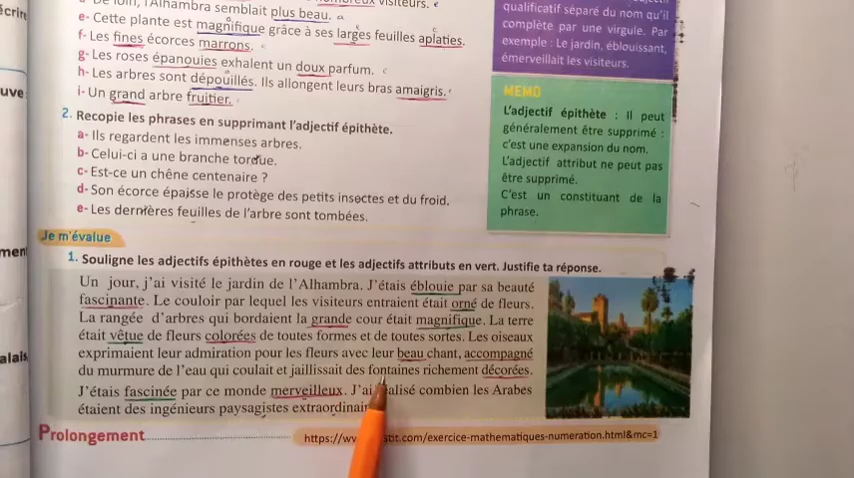 visiteurs.
l'Alhambra semblait plus beau.
e- Cette plante est magnifique grâce à ses larges feuilles aplaties.
f- Les fines écorces marrons.
g- Les roses épanouies exhalent un doux parfum.
h- Les arbres sont dépouillés. Ils allongent leurs bras amaigris.
i- Un grand arbre fruitier.
2. Recopie les phrases en supprimant l'adjectif épithète.
a- Ils regardent les immenses arbres.
b- Celui-ci a une branche tordue.
c- Est-ce un chêne centenaire ?
d- Son écorce épaisse le protège des petits insectes et du froid.
e- Les dernières feuilles de l'arbre sont tombées.
qualificatif séparé du nom qu'il
complète par une virgule. Par
exemple : Le jardin, éblouissant,
émerveillait les visiteurs.
MEMO
L'adjectif épithète : il peut
généralement être supprimé :
c'est une expansion du nom.
L'adjectif attribut ne peut pas
être supprimé.
C'est un constituant de la
phrase.
Je m'évalue
1. Souligne les adjectifs épithètes en rouge et les adjectifs attributs en vert. Justifie ta réponse.
Un jour, j'ai visité le jardin de l'Alhambra. J'étais éblouie par sa beauté
fascinante. Le couloir par lequel les visiteurs entraient était orné de fleurs.
La rangée d'arbres qui bordaient la grande cour était magnifique. La terre
était vêtue de fleurs colorées de toutes formes et de toutes sortes. Les oiseaux
exprimaient leur admiration pour les fleurs avec leur beau chant, accompagné
du murmure de l'eau qui coulait et jaillissait des fontaines richement décorées.
J'étais fascinée par ce monde merveilleux. J'ai combien les Arabes
étaient des ingénieurs paysagistes
Prolongement
.com/exercice-mathematiques-numeration.html&mc=1